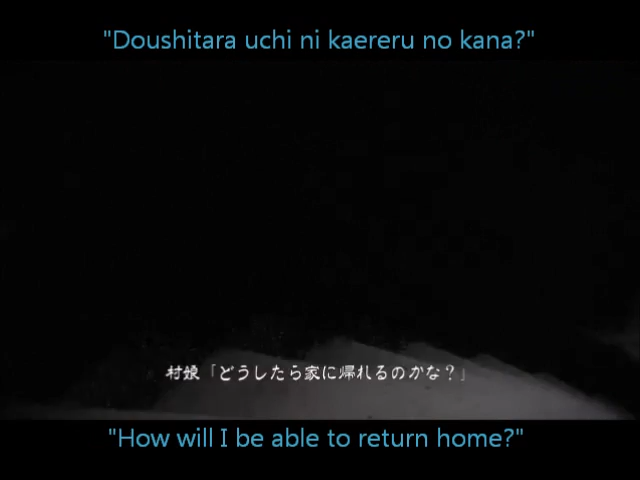 "Doushitara uchi ni kaereru no kana?"
村娘「どうしたら家に帰れるのかな？」
"How will I be able to return home?"